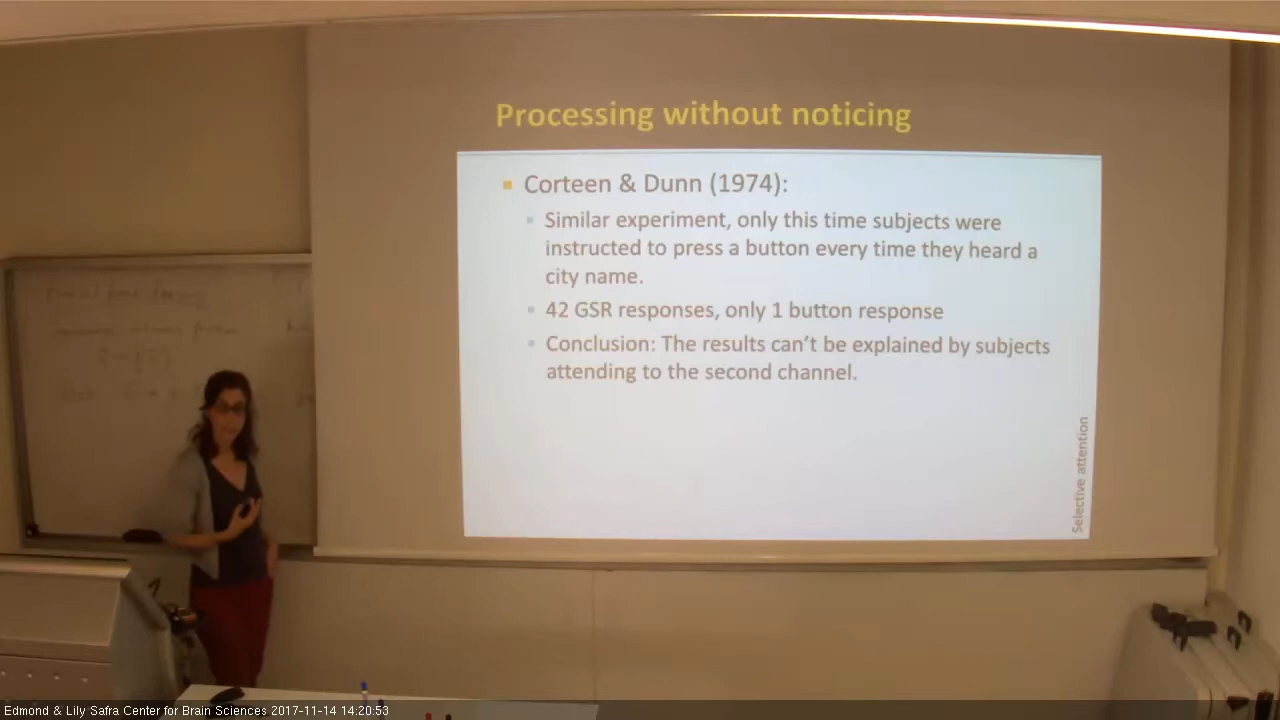 Processing without noticing
Corteen & Dunn (1974):
Similar experiment, only this time subjects were
instructed to press a button every time they heard a
city name.
42 GSR responses, only 1 button response
Conclusion: The results can't be explained by subjects
attending to the second channel.
Selective attention
Edmond & Lily Safra Center for Brain Sciences 2017-11-14 14:20:53